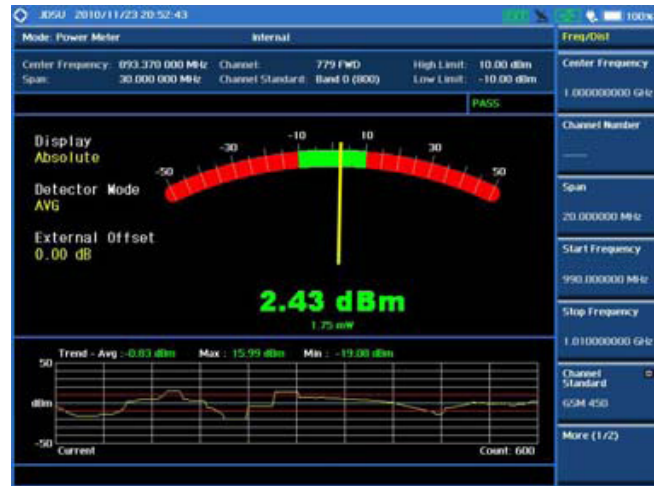 JDSU 2010/11/23 20:52:43
100%
Mode: Power Meter Internal
Center Frequency: 893.370 000 MHz Channel: 779 FWD High Limit: 10.00 dBm
Span: 30.000 000 MHz Channel Standard: Band 0 (800) Low Limit: -10.00 dBm
PASS
Display
Absolute
Detector Mode
AVG
External Offset
0.00 dB
-50
-30
-10
10
30
50
2.43 dBm
1.75 mW
Trend - Avg : -0.03 dBm Max : 15.99 dBm Min : -19.00 dBm
50
dBm
-50
Current Count: 600
Freq/Dist
Center Frequency
1.000000000 GHz
Channel Number
----
Span
20.000000 MHz
Start Frequency
990.000000 MHz
Stop Frequency
1.010000000 GHz
Channel
Standard
GSM 450
More (1/2)